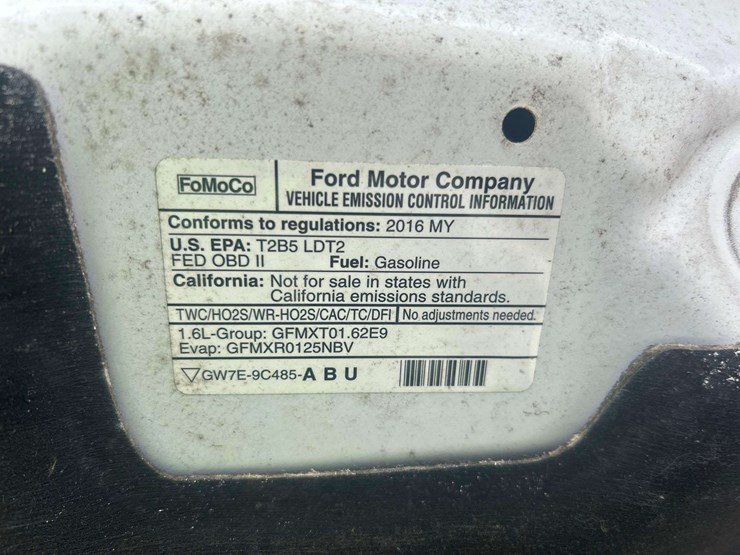 FoMoCo
Ford Motor Company
VEHICLE EMISSION CONTROL INFORMATION
Conforms to regulations: 2016 MY
U.S. EPA: T2B5 LDT2
FED OBD II Fuel: Gasoline
California: Not for sale in states with
California emissions standards.
TWC/HO2S/WR-HO2S/CAC/TC/DFI No adjustments needed.
1.6L-Group: GFMXT01.62E9
Evap: GFMXR0125NBV
GW7E-9C485-A B U